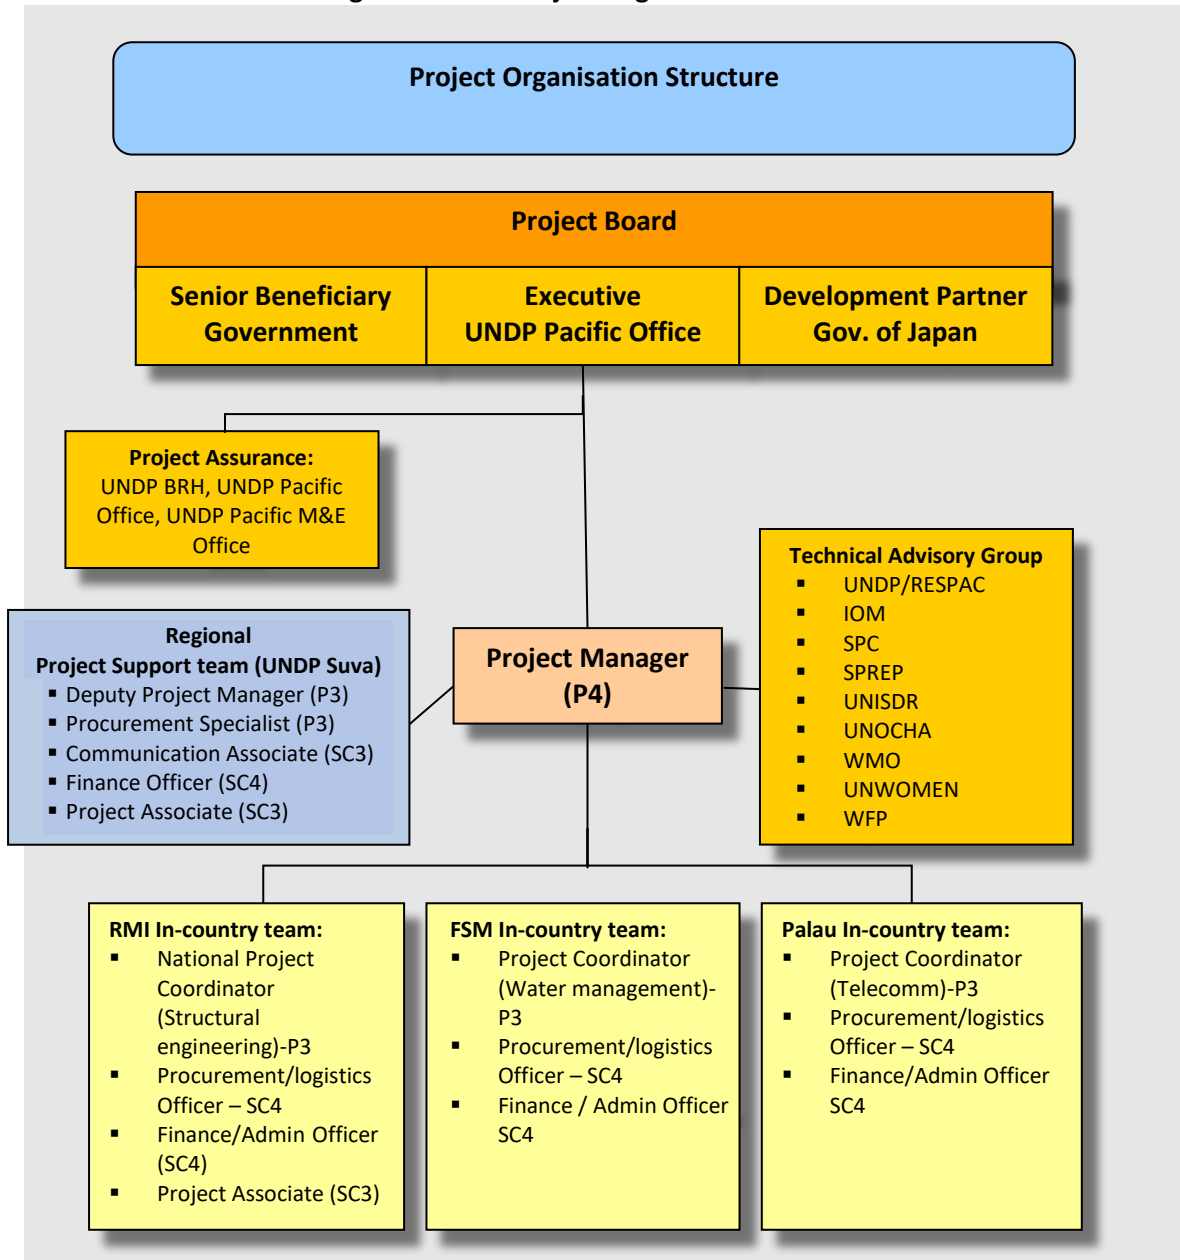 Project Organisation Structure
Project Board
Senior Beneficiary
Government
Executive
UNDP Pacific Office
Development Partner
Gov. of Japan
Project Assurance:
UNDP BRH, UNDP Pacific
Office, UNDP Pacific M&E
Office
Technical Advisory Group
▪ UNDP/RESPAC
▪ IOM
▪ SPC
▪ SPREP
▪ UNISDR
▪ UNOCHA
▪ WMO
▪ UNWOMEN
▪ WFP
Regional
Project Support team (UNDP Suva)
▪ Deputy Project Manager (P3)
▪ Procurement Specialist (P3)
▪ Communication Associate (SC3)
▪ Finance Officer (SC4)
▪ Project Associate (SC3)
Project Manager
(P4)
RMI In-country team:
▪ National Project
Coordinator
(Structural
engineering)-P3
▪ Procurement/logistics
Officer – SC4
▪ Finance/Admin Officer
(SC4)
▪ Project Associate (SC3)
FSM In-country team:
▪ Project Coordinator
(Water management)-
P3
▪ Procurement/logistics
Officer – SC4
▪ Finance / Admin Officer
SC4
Palau In-country team:
▪ Project Coordinator
(Telecomm)-P3
▪ Procurement/logistics
Officer – SC4
▪ Finance/Admin Officer
SC4